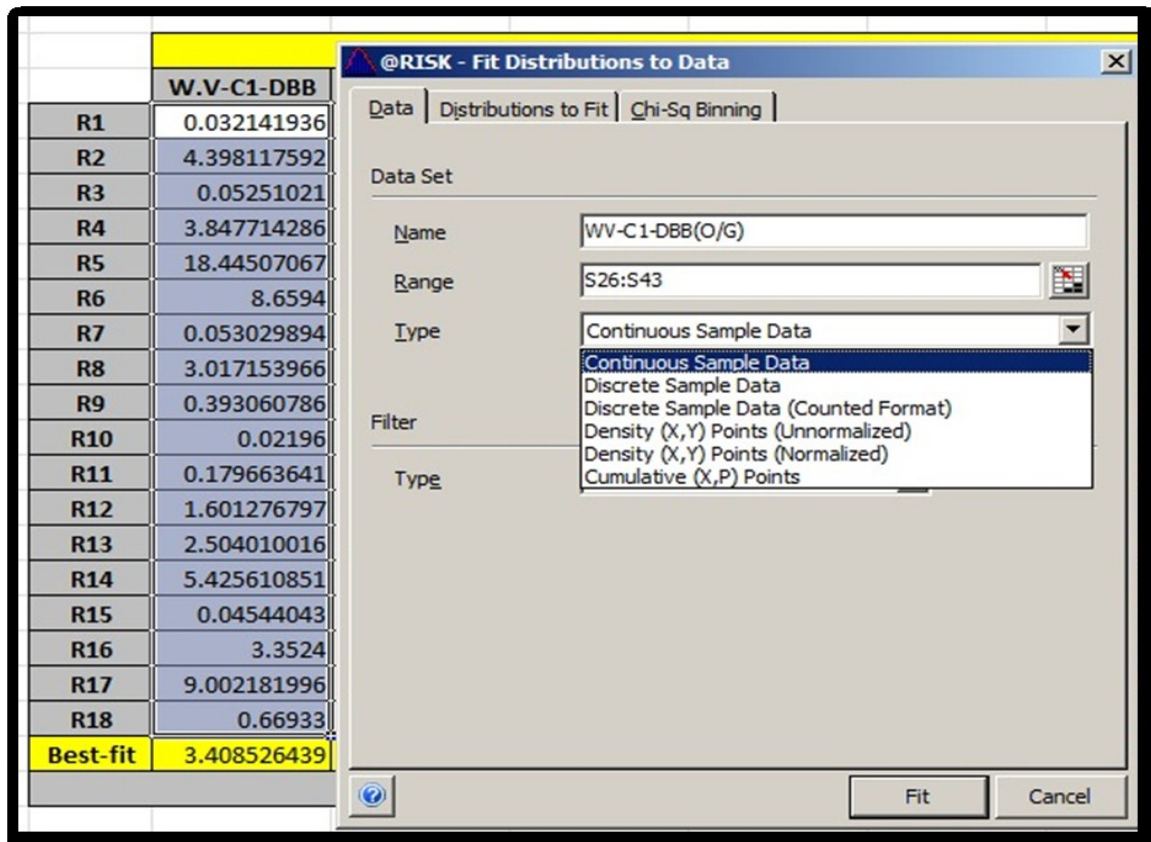 W.V-C1-DBB
R1 0.032141936
R2 4.398117592
R3 0.05251021
R4 3.847714286
R5 18.44507067
R6 8.6594
R7 0.053029894
R8 3.017153966
R9 0.393060786
R10 0.02196
R11 0.179663641
R12 1.601276797
R13 2.504010016
R14 5.425610851
R15 0.04544043
R16 3.3524
R17 9.002181996
R18 0.66933
Best-fit 3.408526439
@RISK - Fit Distributions to Data
Data Distributions to Fit Chi-Sq Binning
Data Set
Name WV-C1-DBB(O/G)
Range S26:S43
Type Continuous Sample Data
Continuous Sample Data
Discrete Sample Data
Discrete Sample Data (Counted Format)
Density (X,Y) Points (Unnormalized)
Density (X,Y) Points (Normalized)
Cumulative (X,P) Points
Filter
Type
Fit Cancel